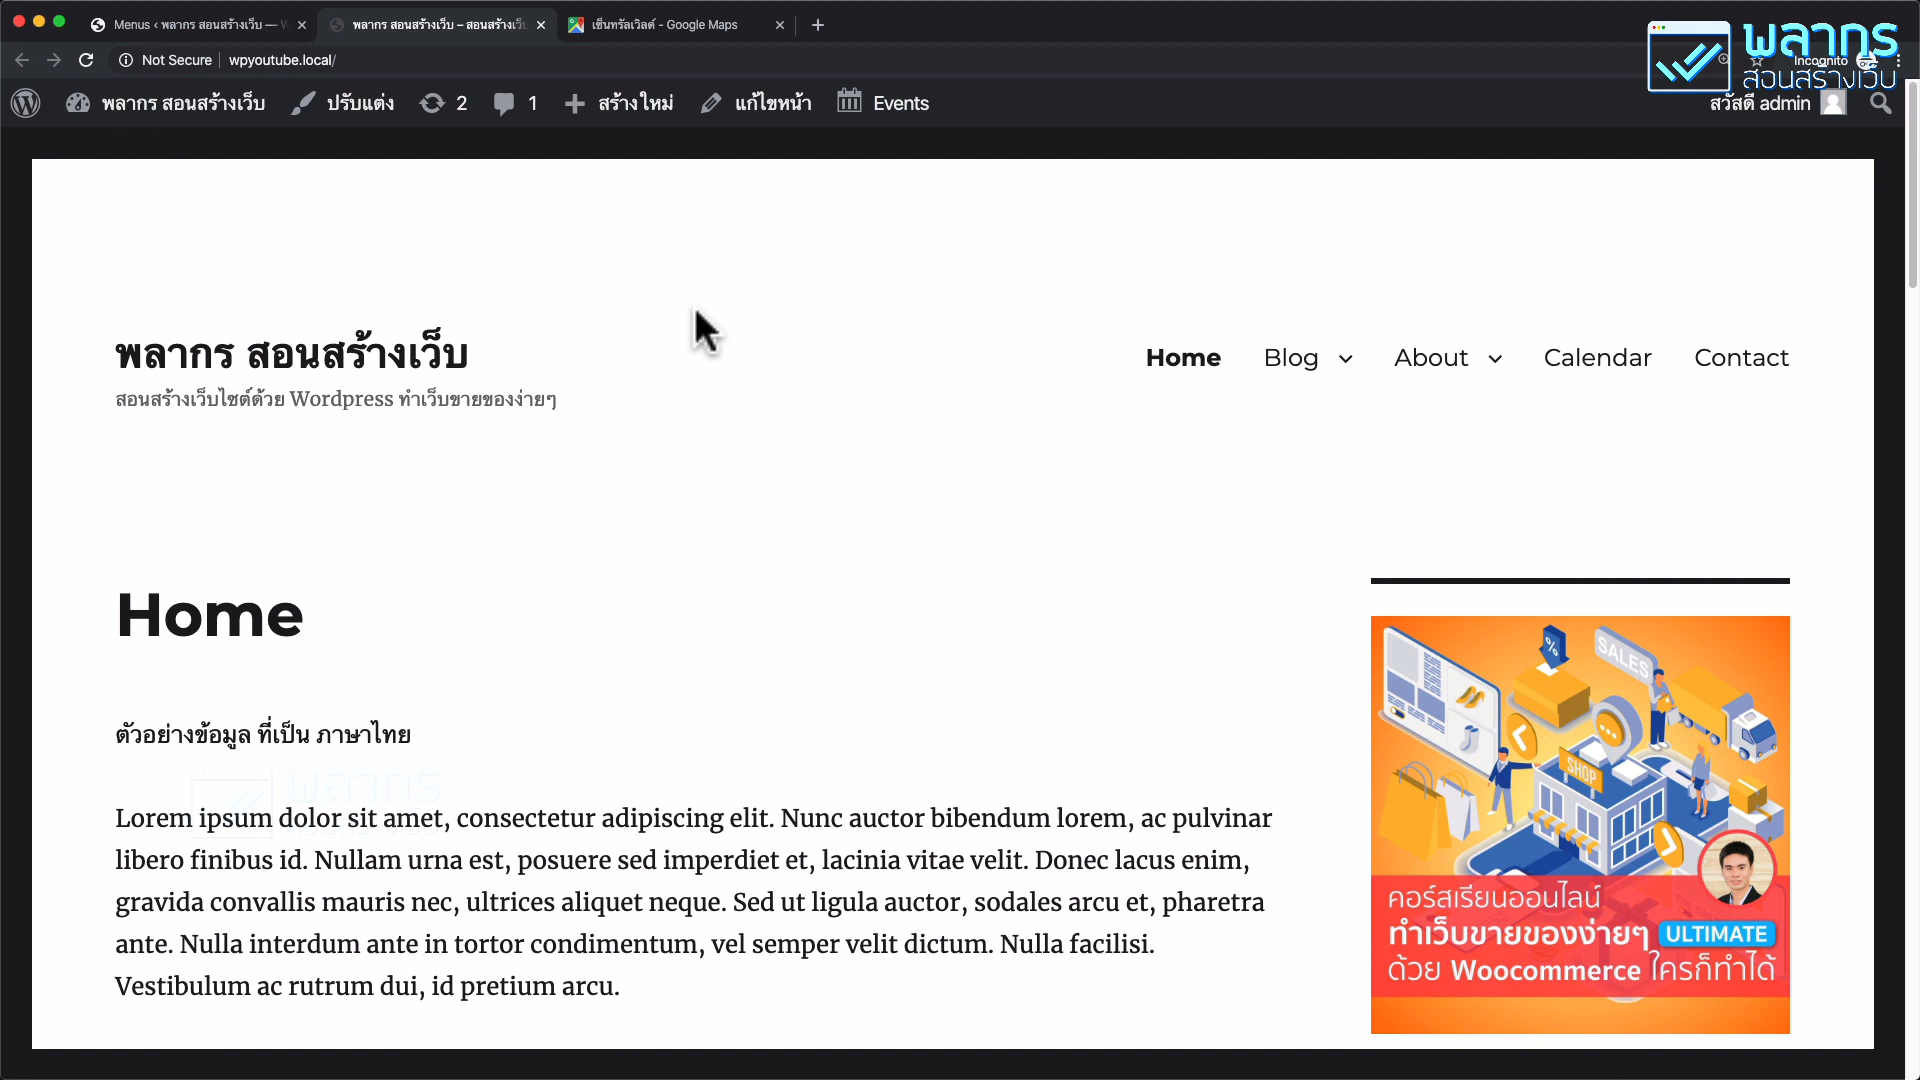 Menus ‹ พลากร สอนสร้างเว็บ —
พลากร สอนสร้างเว็บ – สอนสร้างเว็บ
เซ็นทรัลเวิลด์ - Google Maps
Not Secure
wpyoutube.local/
Incognito
พลากร
สอนสร้างเว็บ
พลากร สอนสร้างเว็บ
ปรับแต่ง
2
1
สร้างใหม่
แก้ไขหน้า
Events
สวัสดี admin
พลากร สอนสร้างเว็บ
สอนสร้างเว็บไซต์ด้วย Wordpress ทำเว็บขายของง่ายๆ
Home Blog About Calendar Contact
Home
ตัวอย่างข้อมูล ที่เป็น ภาษาไทย
พลากร
Lorem ipsum dolor sit amet, consectetur adipiscing elit. Nunc auctor bibendum lorem, ac pulvinar
libero finibus id. Nullam urna est, posuere sed imperdiet et, lacinia vitae velit. Donec lacus enim,
gravida convallis mauris nec, ultrices aliquet neque. Sed ut ligula auctor, sodales arcu et, pharetra
ante. Nulla interdum ante in tortor condimentum, vel semper velit dictum. Nulla facilisi.
Vestibulum ac rutrum dui, id pretium arcu.
%
SALES
SHOP
คอร์สเรียนออนไลน์
ทำเว็บขายของง่ายๆ ULTIMATE
ด้วย Woocommerce ใครก็ทำได้